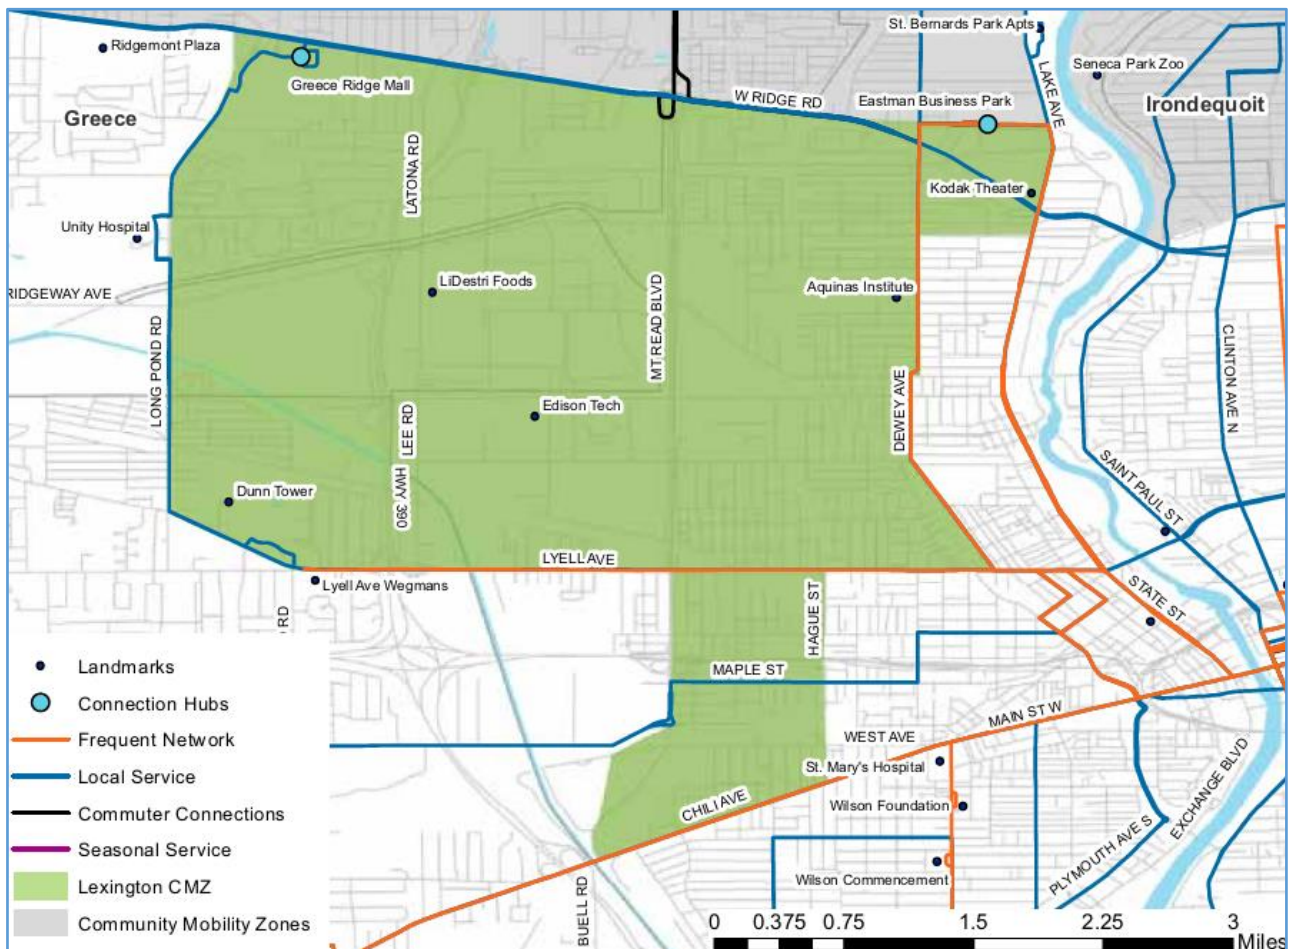 St. Bernards Park Apts
Ridgemont Plaza
Seneca Park Zoo
Greece Ridge Mall
LAKE AVE
W RIDGE RD
Eastman Business Park
Irondequoit
Greece
LATONA RD
Kodak Theater
Unity Hospital
LiDestri Foods
Aquinas Institute
RIDGEWAY AVE
MT READ BLVD
LONG POND RD
CLINTON AVE N
DEWEY AVE
Edison Tech
LEE RD
HWY 390
SAINT PAUL ST
Dunn Tower
LYELL AVE
Lyell Ave Wegmans
STATE ST
HAGUE ST
RD
MAPLE ST
MAIN ST W
WEST AVE
St. Mary's Hospital
CHILI AVE
Wilson Foundation
EXCHANGE BLVD
PLYMOUTH AVE S
Wilson Commencement
BUELL RD
Landmarks
Connection Hubs
Frequent Network
Local Service
Commuter Connections
Seasonal Service
Lexington CMZ
Community Mobility Zones
0 0.375 0.75 1.5 2.25 3
Miles